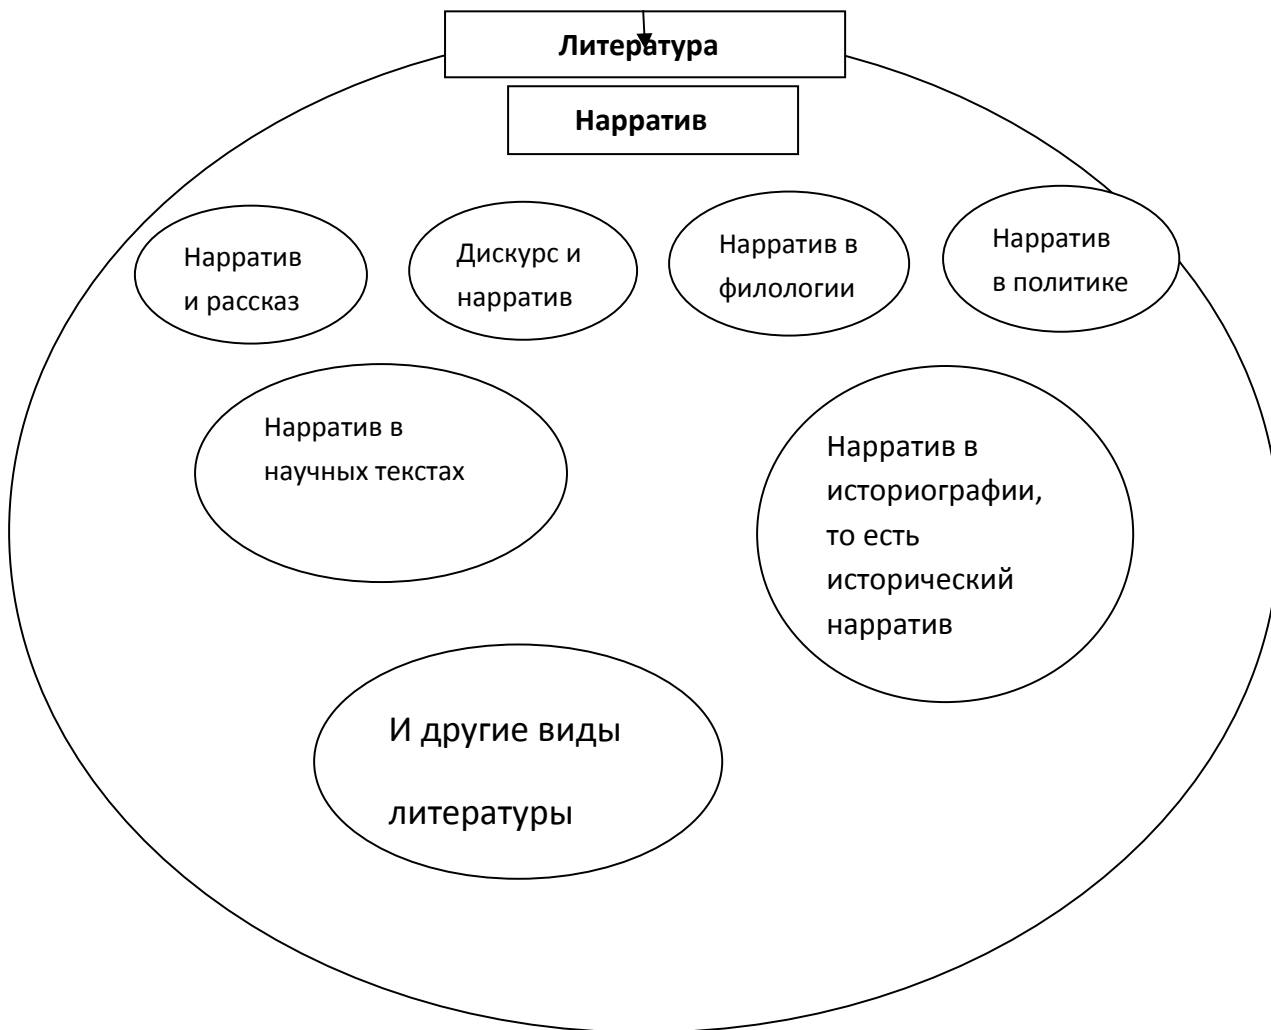 Литература
Нарратив
Нарратив
и рассказ
Дискурс и
нарратив
Нарратив в
филологии
Нарратив
в политике
Нарратив в
научных текстах
Нарратив в
историографии,
то есть
исторический
нарратив
И другие виды
литературы